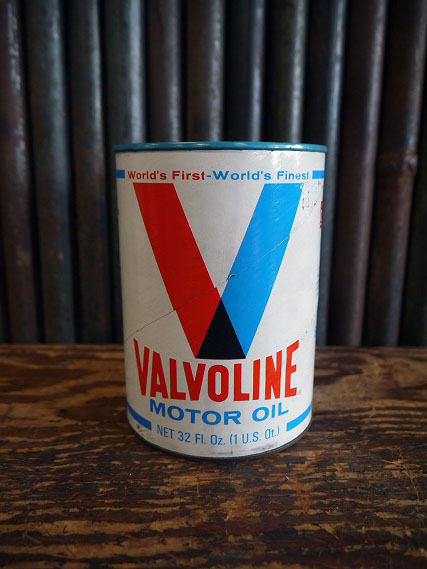 World's First-World's Finest
VALVOLINE
MOTOR OIL
NET 32 Fl. Oz. (1 U.S. Qt.)